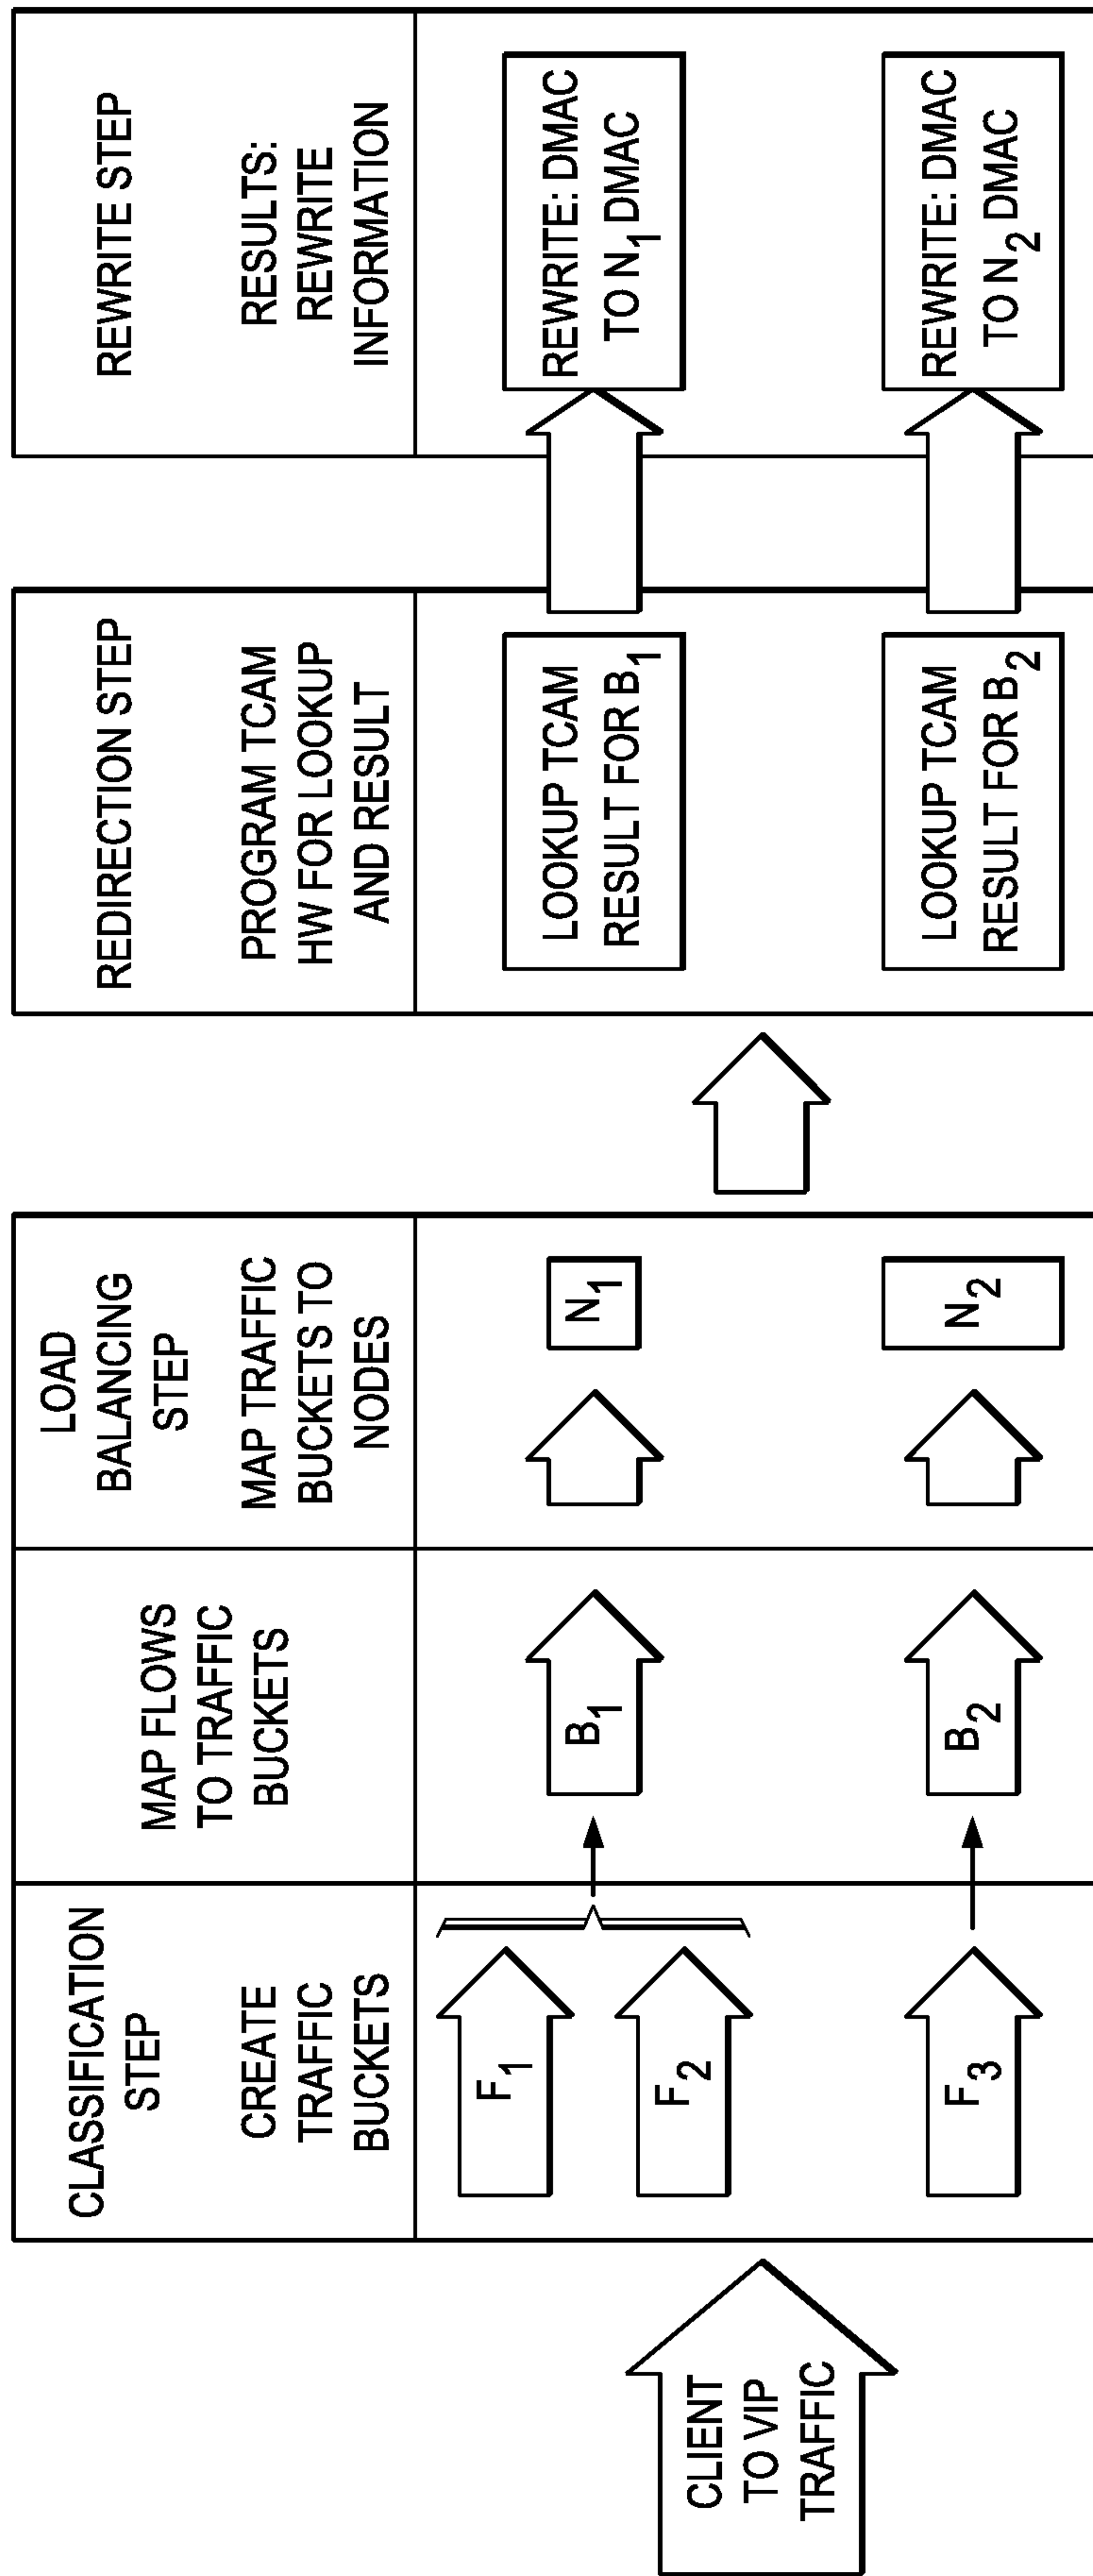 CLIENT
TO VIP
TRAFFIC
CLASSIFICATION
STEP
CREATE
TRAFFIC
BUCKETS
F1
F2
F3
MAP FLOWS
TO TRAFFIC
BUCKETS
B1
B2
LOAD
BALANCING
STEP
MAP TRAFFIC
BUCKETS TO
NODES
N1
N2
REDIRECTION STEP
PROGRAM TCAM
HW FOR LOOKUP
AND RESULT
LOOKUP TCAM
RESULT FOR B1
LOOKUP TCAM
RESULT FOR B2
REWRITE STEP
RESULTS:
REWRITE
INFORMATION
REWRITE: DMAC
TO N1 DMAC
REWRITE: DMAC
TO N2 DMAC